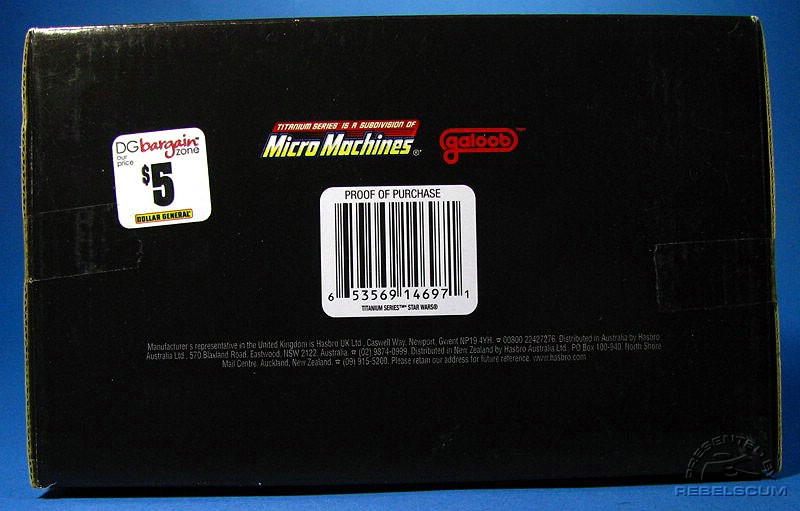 TITANIUM SERIES IS A SUBDIVISION OF
Micro Machines®
galoob™
DG bargain™
our zone
price
$5
DOLLAR GENERAL®
PROOF OF PURCHASE
6 53569 14697 1
TITANIUM SERIES™ STAR WARS®
Manufacturer's representative in the United Kingdom is Hasbro UK Ltd., Caswell Way, Newport, Gwent NP19 4YH. ☎ 00800 22427276. Distributed in Australia by Hasbro
Australia Ltd., 570 Blaxland Road, Eastwood, NSW 2122, Australia. ☎ (02) 9874-0999. Distributed in New Zealand by Hasbro Australia Ltd., PO Box 100-940, North Shore
Mail Centre, Auckland, New Zealand. ☎ (09) 915-5200. Please retain our address for future reference. www.hasbro.com
PRESENTED BY
REBELSCUM